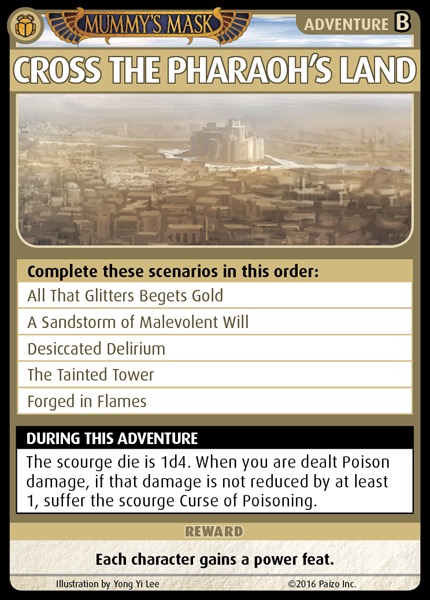 MUMMY'S MASK
ADVENTURE B
CROSS THE PHARAOH'S LAND
Complete these scenarios in this order:
All That Glitters Begets Gold
A Sandstorm of Malevolent Will
Desiccated Delirium
The Tainted Tower
Forged in Flames
DURING THIS ADVENTURE
The scourge die is 1d4. When you are dealt Poison
damage, if that damage is not reduced by at least
1, suffer the scourge Curse of Poisoning.
REWARD
Each character gains a power feat.
Illustration by Yong Yi Lee
©2016 Paizo Inc.